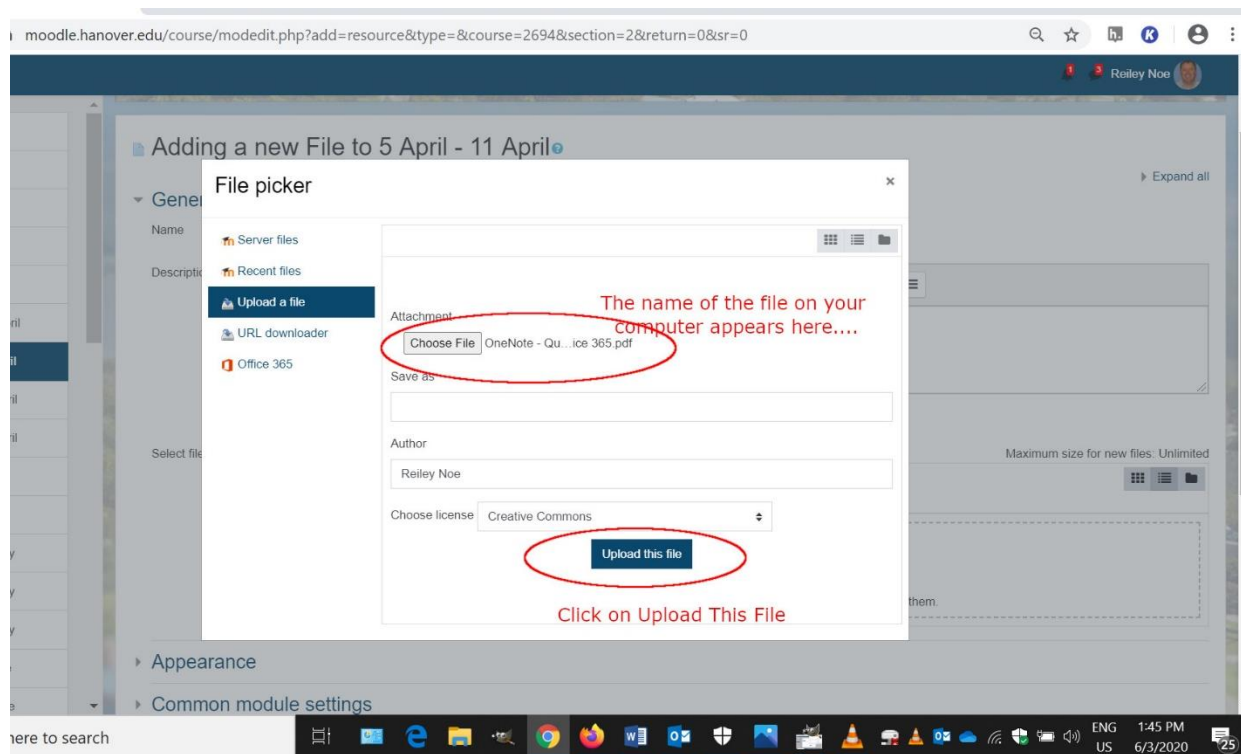 moodle.hanover.edu/course/modedit.php?add=resource&type=&course=2694&section=2&return=0&sr=0
h.
K
1
3
Reiley Noe
Adding a new File to 5 April - 11 April
Expand all
File picker
×
Gene
Name
Server files
Recent files
Descriptio
Upload a file
The name of the file on your
computer appears here....
Attachment
URL downloader
Choose File OneNote - Qu...ice 365.pdf
Office 365
Save as
Author
Select file
Maximum size for new files: Unlimited
Reiley Noe
Choose license Creative Commons
Upload this file
them.
Click on Upload This File
Appearance
Common module settings
here to search
ENG
US
1:45 PM
6/3/2020
25